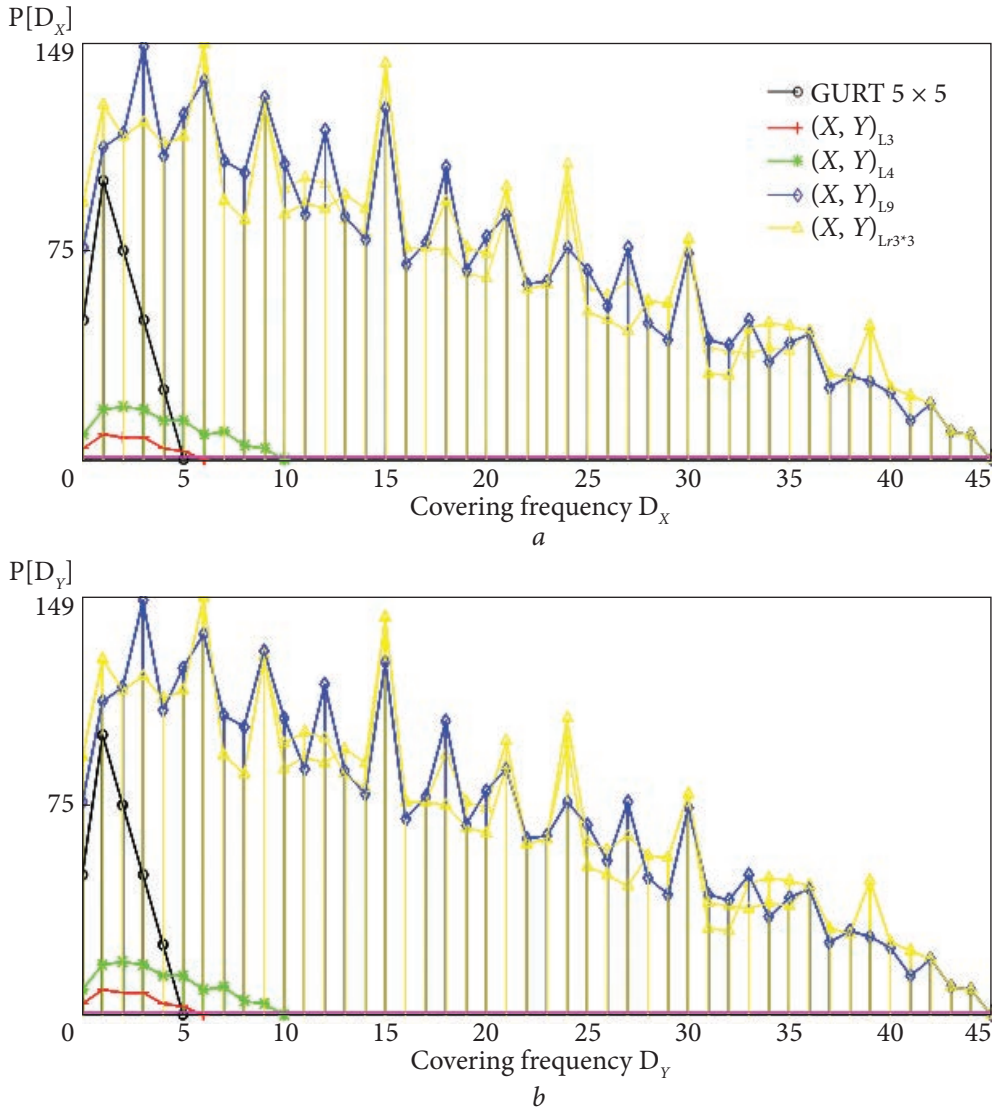 P[D_X]
149
75
0
GURT 5 × 5
(X, Y)_L3
(X, Y)_L4
(X, Y)_L9
(X, Y)_Lr3*3
0 5 10 15 20 25 30 35 40 45
Covering frequency D_X
a
P[D_Y]
149
75
0
5 10 15 20 25 30 35 40 45
Covering frequency D_Y
b